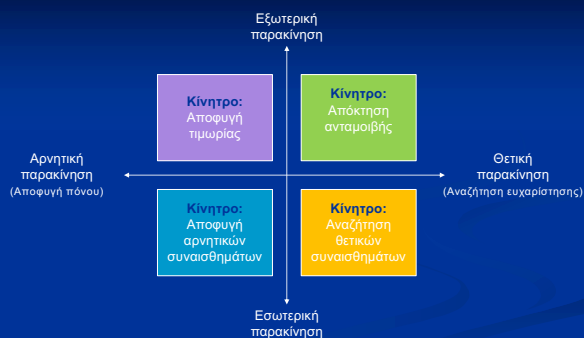 Εξωτερική
παρακίνηση
Κίνητρο:
Αποφυγή
τιμωρίας
Κίνητρο:
Απόκτηση
ανταμοιβής
Αρνητική
παρακίνηση
(Αποφυγή πόνου)
Θετική
παρακίνηση
(Αναζήτηση ευχαρίστησης)
Κίνητρο:
Αποφυγή
αρνητικών
συναισθημάτων
Κίνητρο:
Αναζήτηση
θετικών
συναισθημάτων
Εσωτερική
παρακίνηση